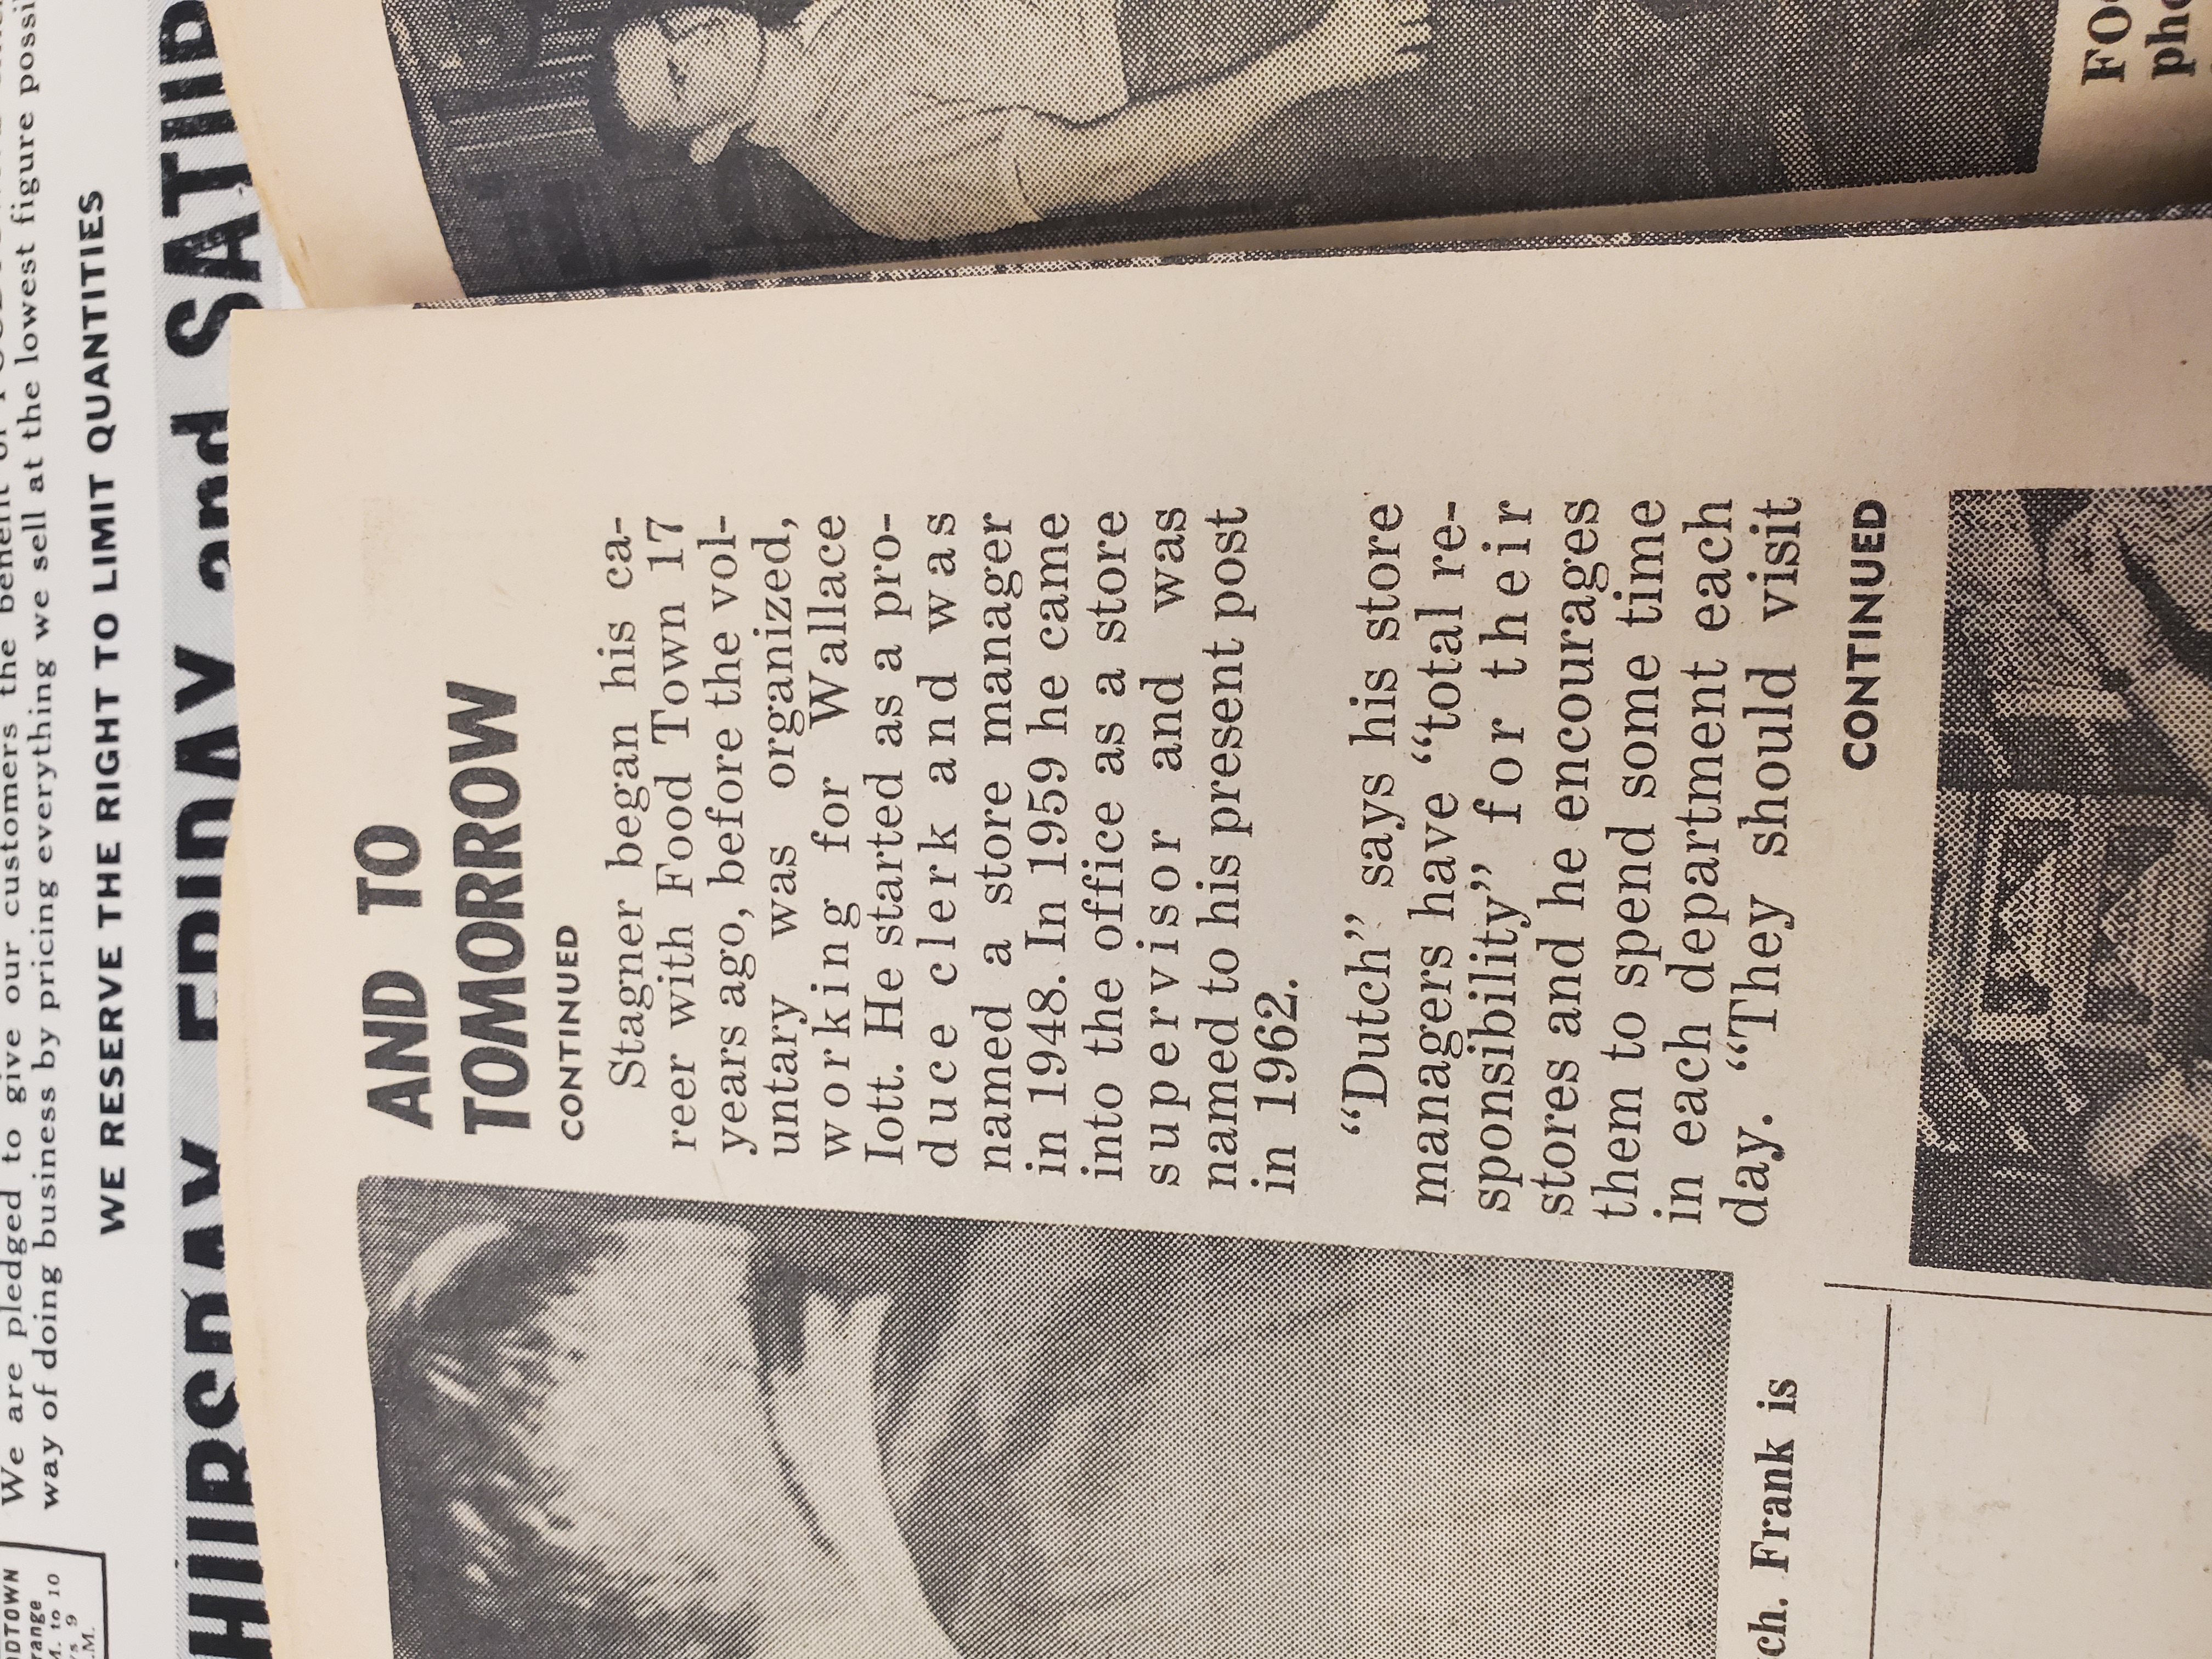 We are pledged to give our customers the benefit of
way of doing business by pricing everything we sell at the lowest figure
WE RESERVE THE RIGHT TO LIMIT QUANTITIES
FRIDAY and
to 10
9
AND TO
TOMORROW
CONTINUED
Stagner began his ca-
reer with Food Town 17
years ago, before the vol-
untary was organized,
working for Wallace
Iott. He started as a pro-
duce clerk and was
named a store manager
in 1948. In 1959 he came
into the office as a store
supervisor and was
named to his present post
in 1962.
“Dutch” says his store
managers have “total re-
sponsibility” for their
stores and he encourages
them to spend some time
in each department each
day. “They should visit
CONTINUED
Frank is